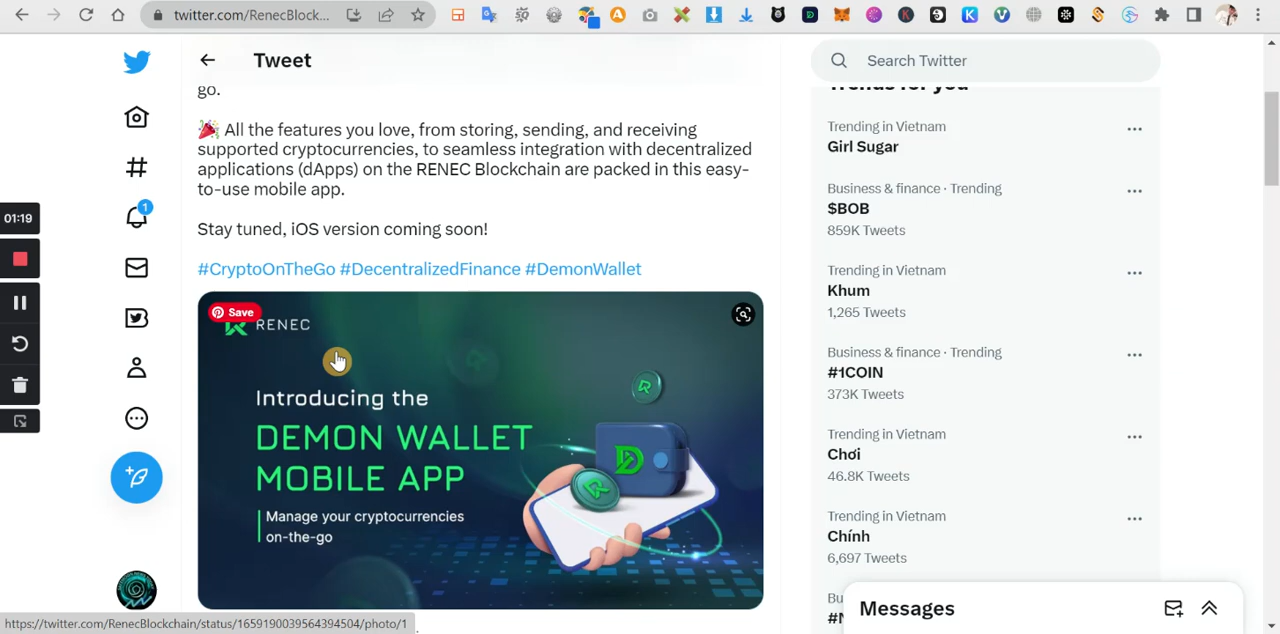 twitter.com/RenecBlock...
Tweet
Search Twitter
go.
🎉 All the features you love, from storing, sending, and receiving
supported cryptocurrencies, to seamless integration with decentralized
applications (dApps) on the RENEC Blockchain are packed in this easy-
to-use mobile app.
Stay tuned, iOS version coming soon!
#CryptoOnTheGo #DecentralizedFinance #DemonWallet
Save
RENEC
Introducing the
DEMON WALLET
MOBILE APP
Manage your cryptocurrencies
on-the-go
Trends for you
Trending in Vietnam
Girl Sugar
Business & finance · Trending
$BOB
859K Tweets
Trending in Vietnam
Khum
1,265 Tweets
Business & finance · Trending
#1COIN
373K Tweets
Trending in Vietnam
Chơi
46.8K Tweets
Trending in Vietnam
Chính
6,697 Tweets
Messages
01:19
1
https://twitter.com/RenecBlockchain/status/1659190039564394504/photo/1